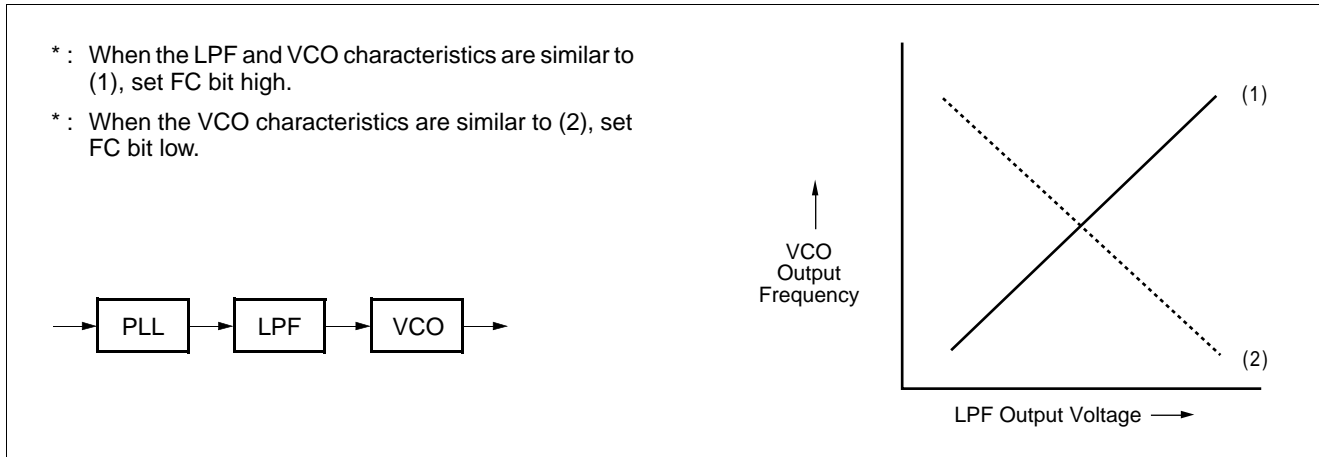 * : When the LPF and VCO characteristics are similar to
(1), set FC bit high.
* : When the VCO characteristics are similar to (2), set
FC bit low.
PLL
LPF
VCO
(1)
VCO
Output
Frequency
(2)
LPF Output Voltage